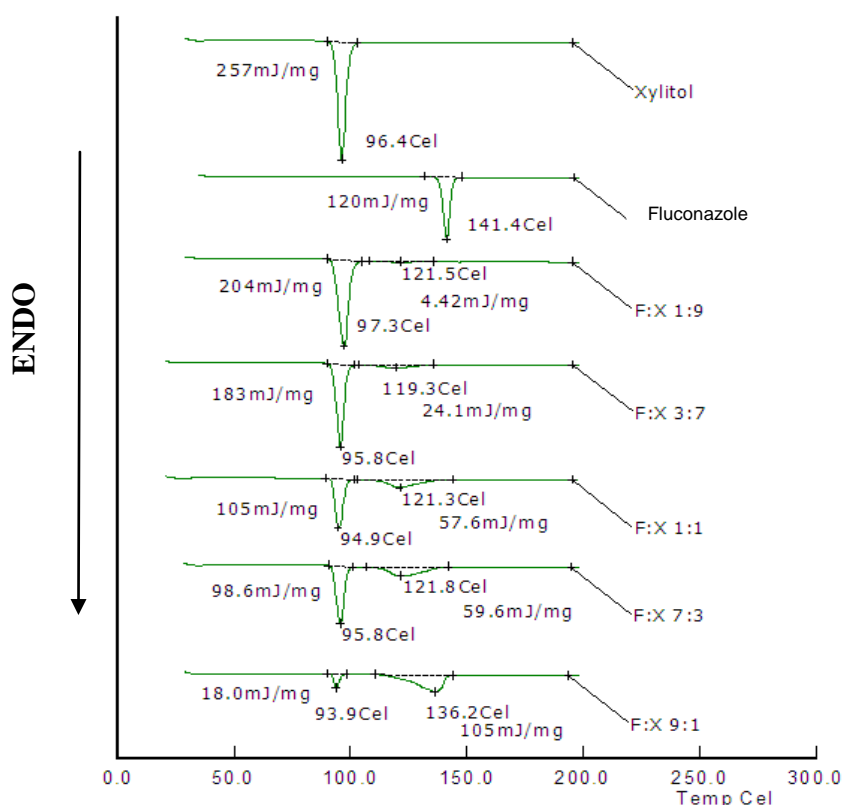 257mJ/mg
Xylitol
96.4Cel
120mJ/mg
Fluconazole
141.4Cel
204mJ/mg
121.5Cel
4.42mJ/mg
F:X 1:9
97.3Cel
ENDO
183mJ/mg
119.3Cel
24.1mJ/mg
F:X 3:7
95.8Cel
105mJ/mg
121.3Cel
57.6mJ/mg
F:X 1:1
94.9Cel
98.6mJ/mg
121.8Cel
59.6mJ/mg
F:X 7:3
95.8Cel
18.0mJ/mg
93.9Cel
136.2Cel
105mJ/mg
F:X 9:1
0.0 50.0 100.0 150.0 200.0 250.0 300.0
Temp Cel